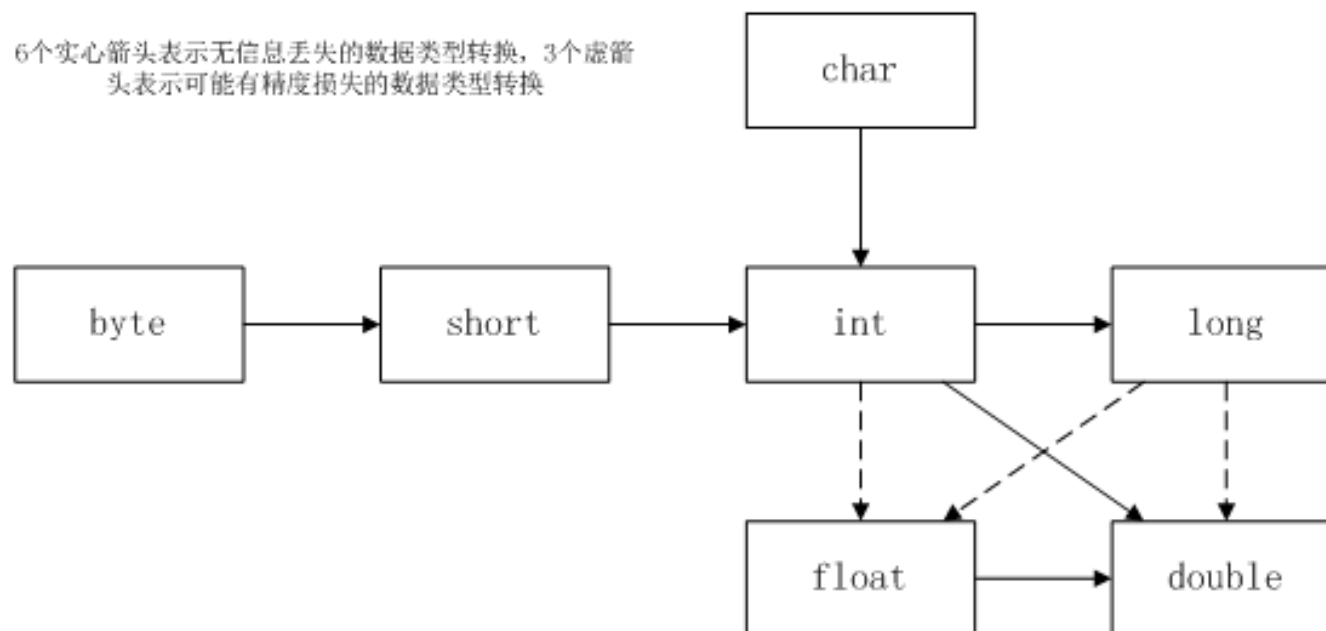 6个实心箭头表示无信息丢失的数据类型转换，3个虚箭
头表示可能有精度损失的数据类型转换
char
byte
short
int
long
float
double